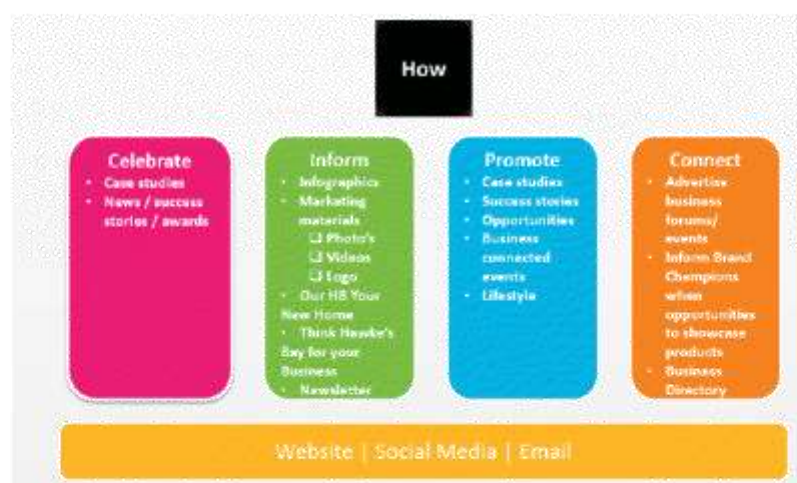 How
Celebrate
• Case studies
• News / success
stories / awards
Inform
• Infographics
• Marketing
materials
❑ Photo's
❑ Videos
❑ Logo
• Our HB Your
New Home
• Think Hawke's
Bay for your
Business
• Newsletter
Promote
• Case studies
• Success stories
• Opportunities
• Business
connected
events
• Lifestyle
Connect
• Advertise
business
forums/
events
• Inform Brand
Champions
when
opportunities
to showcase
products
• Business
Directory
Website | Social Media | Email